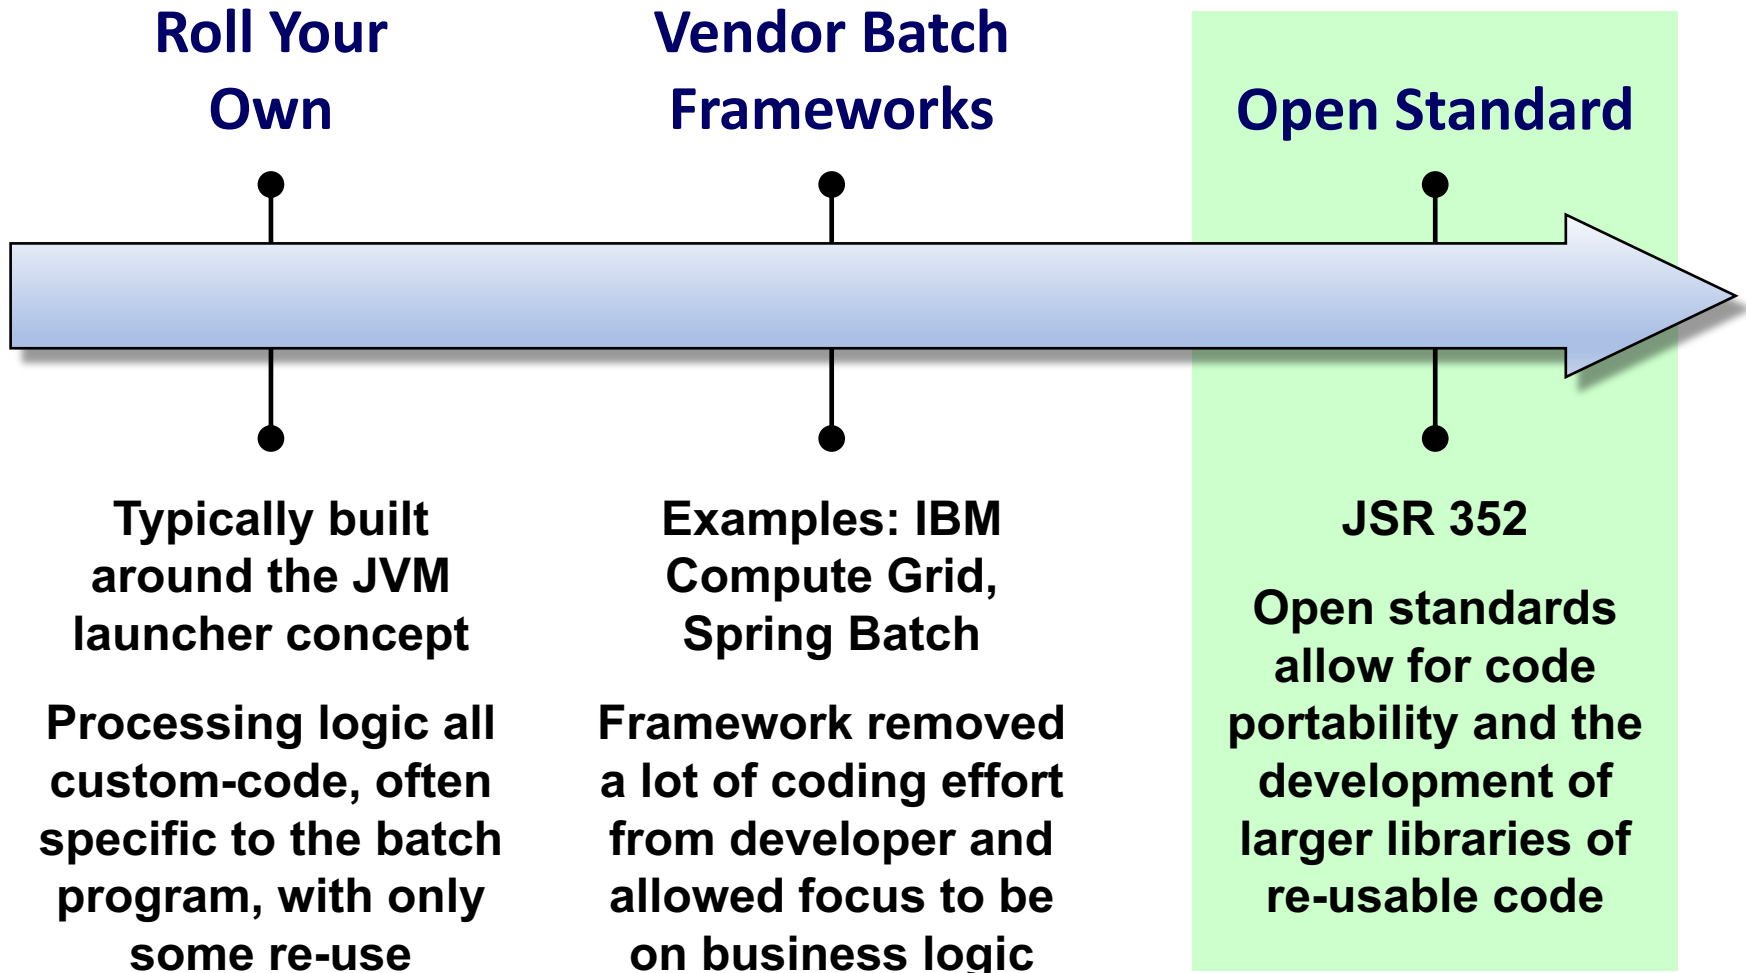 Roll Your
Own
Typically built
around the JVM
launcher concept
Processing logic all
custom-code, often
specific to the batch
program, with only
some re-use
Vendor Batch
Frameworks
Examples: IBM
Compute Grid,
Spring Batch
Framework removed
a lot of coding effort
from developer and
allowed focus to be
on business logic
Open Standard
JSR 352
Open standards
allow for code
portability and the
development of
larger libraries of
re-usable code